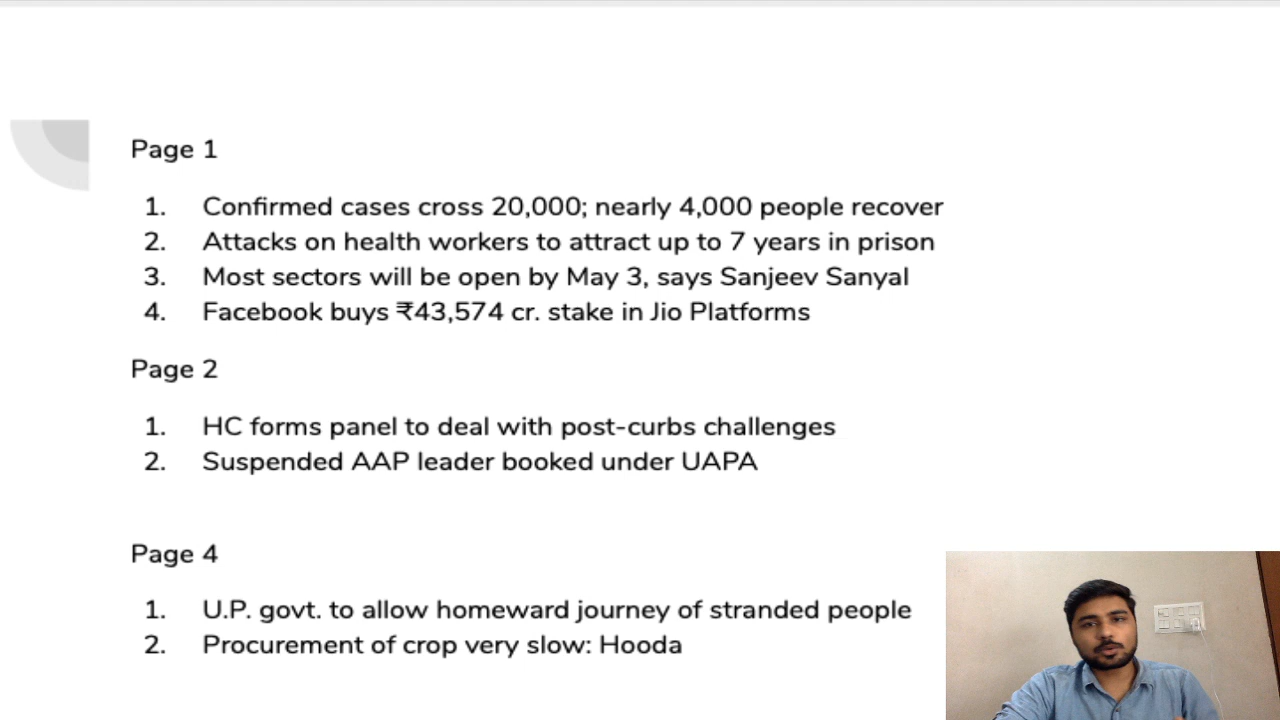 Page 1
1. Confirmed cases cross 20,000; nearly 4,000 people recover
2. Attacks on health workers to attract up to 7 years in prison
3. Most sectors will be open by May 3, says Sanjeev Sanyal
4. Facebook buys ₹43,574 cr. stake in Jio Platforms
Page 2
1. HC forms panel to deal with post-curbs challenges
2. Suspended AAP leader booked under UAPA
Page 4
1. U.P. govt. to allow homeward journey of stranded people
2. Procurement of crop very slow: Hooda